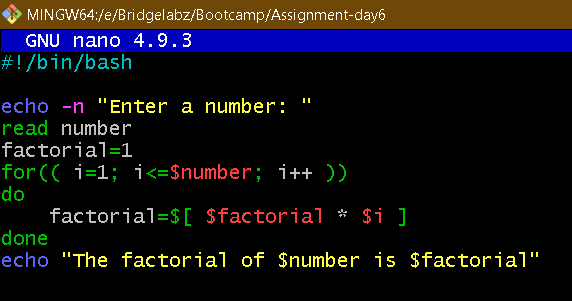 MINGW64:/e/Bridgelabz/Bootcamp/Assignment-day6
GNU nano 4.9.3
#!/bin/bash
echo -n "Enter a number: "
read number
factorial=1
for(( i=1; i<=$number; i++ ))
do
    factorial=$[ $factorial * $i ]
done
echo "The factorial of $number is $factorial"